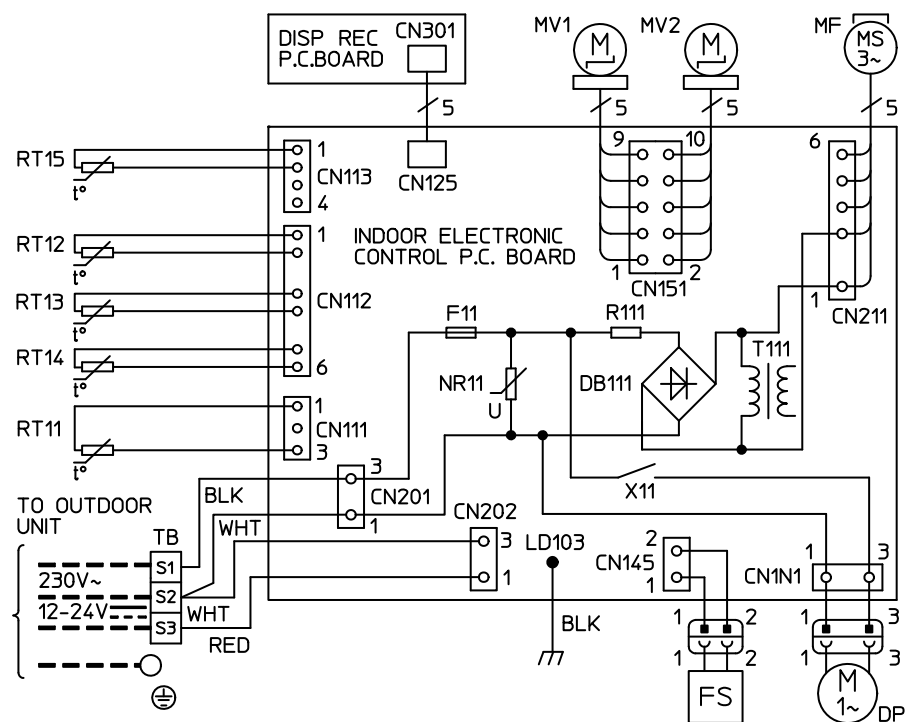 DISP REC CN301
P.C.BOARD
5
CN125
MV1
M
5
MV2
M
5
MF
MS
3~
5
RT15
t°
1
CN113
4
RT12
t°
1
RT13
t°
CN112
RT14
t°
6
RT11
t°
1
CN111
3
INDOOR ELECTRONIC
CONTROL P.C. BOARD
9 10
1 2
CN151
6
1
CN211
F11
R111
T111
NR11
U
DB111
X11
3
CN201
1
BLK
WHT
TO OUTDOOR
UNIT
TB
S1
230V~
S2
12-24V
WHT
S3
RED
CN202
3
1
LD103
BLK
2
CN145
1
1 3
CN1N1
1 2
1 2
FS
1 3
1 3
M
1~
DP